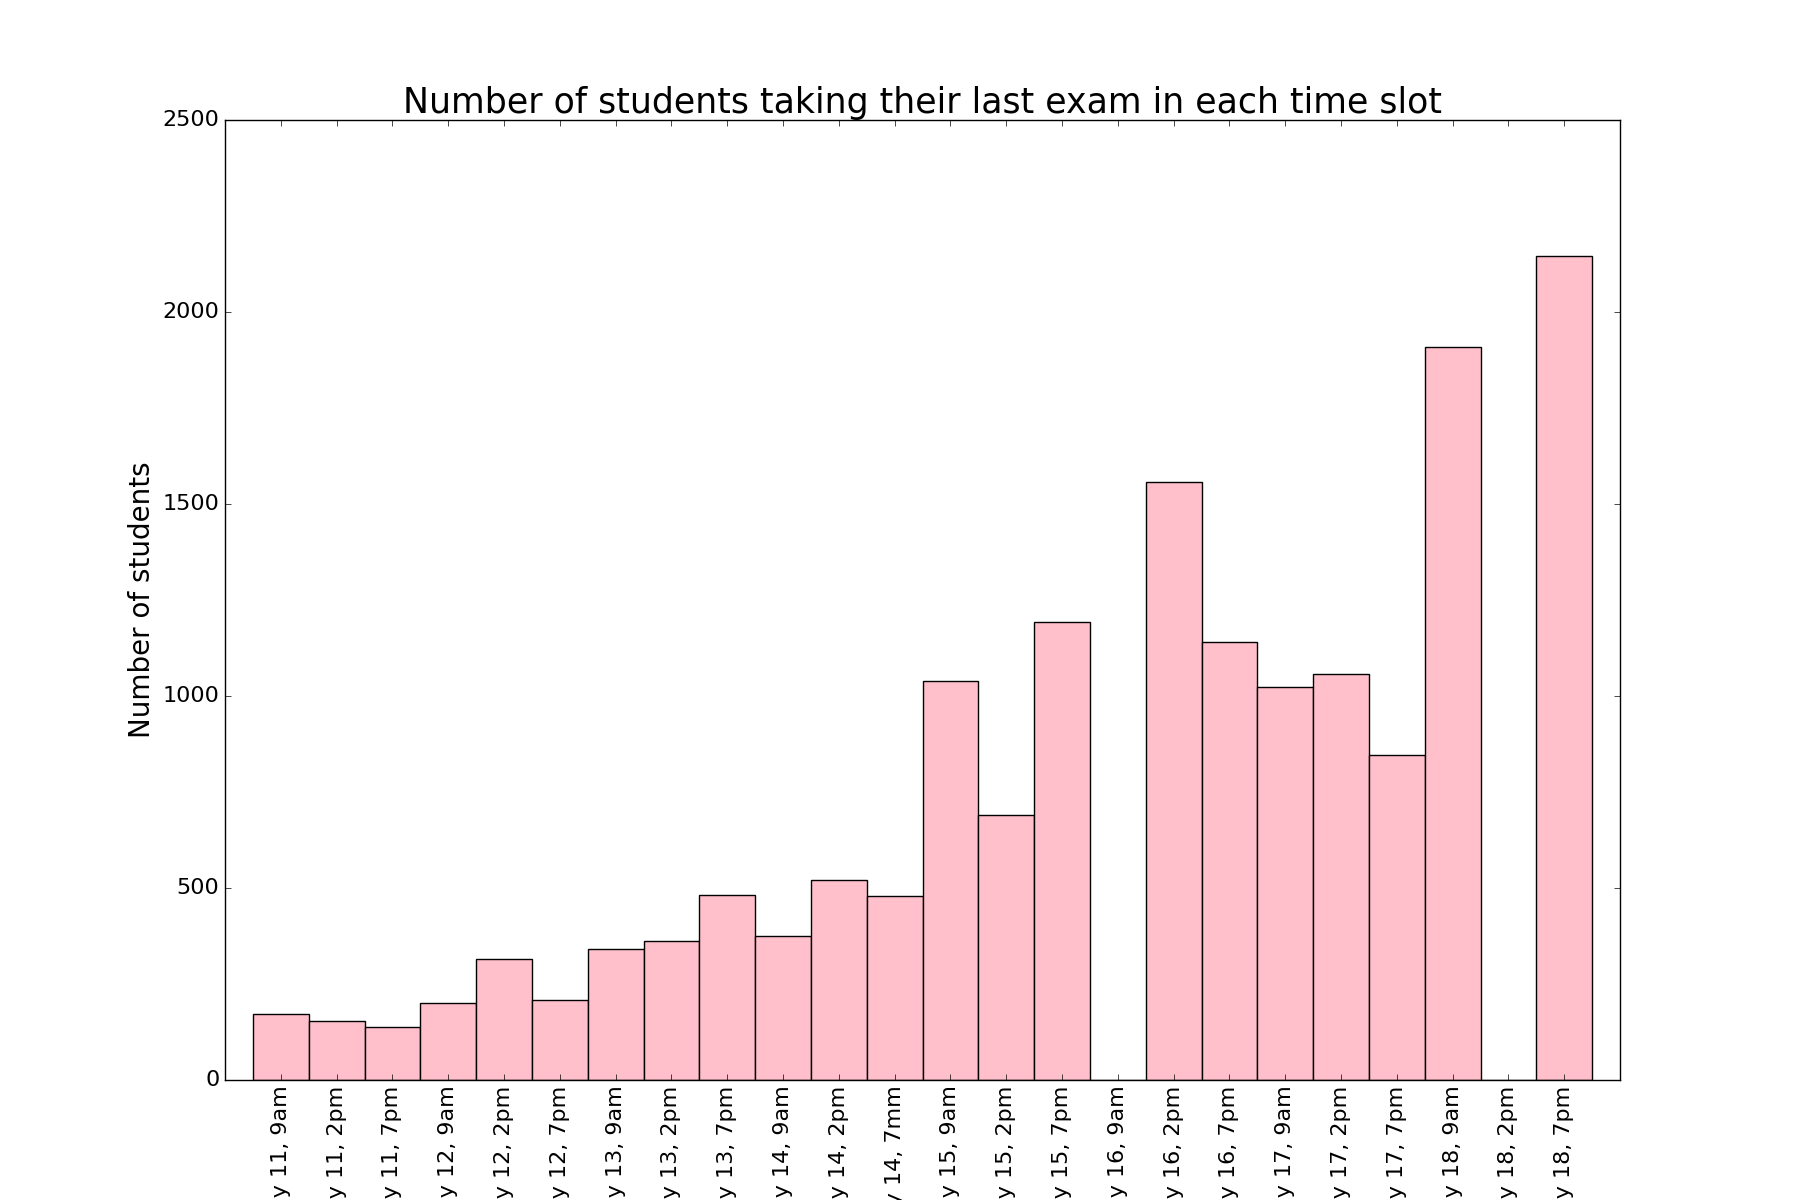 Number of students taking their last exam in each time slot
Number of students
2500
2000
1500
1000
500
0
y 11, 9am
y 11, 2pm
y 11, 7pm
y 12, 9am
y 12, 2pm
y 12, 7pm
y 13, 9am
y 13, 2pm
y 13, 7pm
y 14, 9am
y 14, 2pm
y 14, 7mm
y 15, 9am
y 15, 2pm
y 15, 7pm
y 16, 9am
y 16, 2pm
y 16, 7pm
y 17, 9am
y 17, 2pm
y 17, 7pm
y 18, 9am
y 18, 2pm
y 18, 7pm